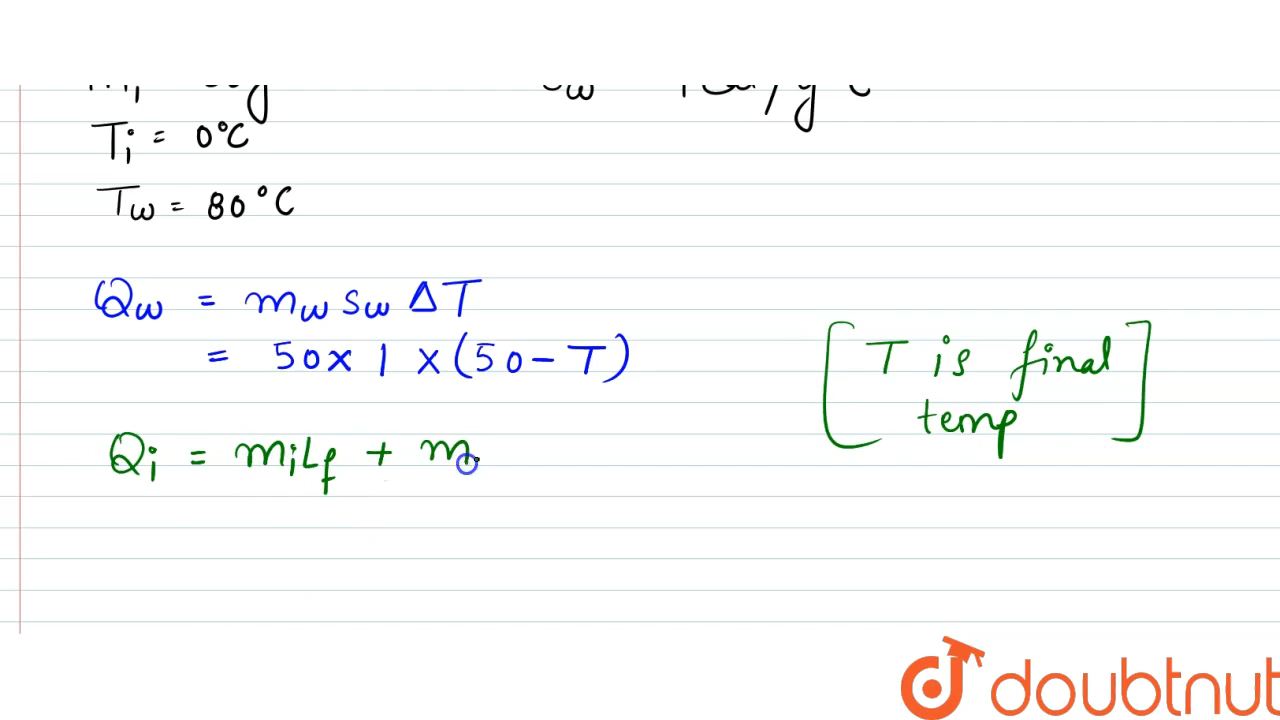 Ti = 0°C
Tw = 80°C
Qw = mw sw ΔT
= 50 x 1 x (50 - T)
[T is final
temp]
Qi = miLf + m
doubtnut